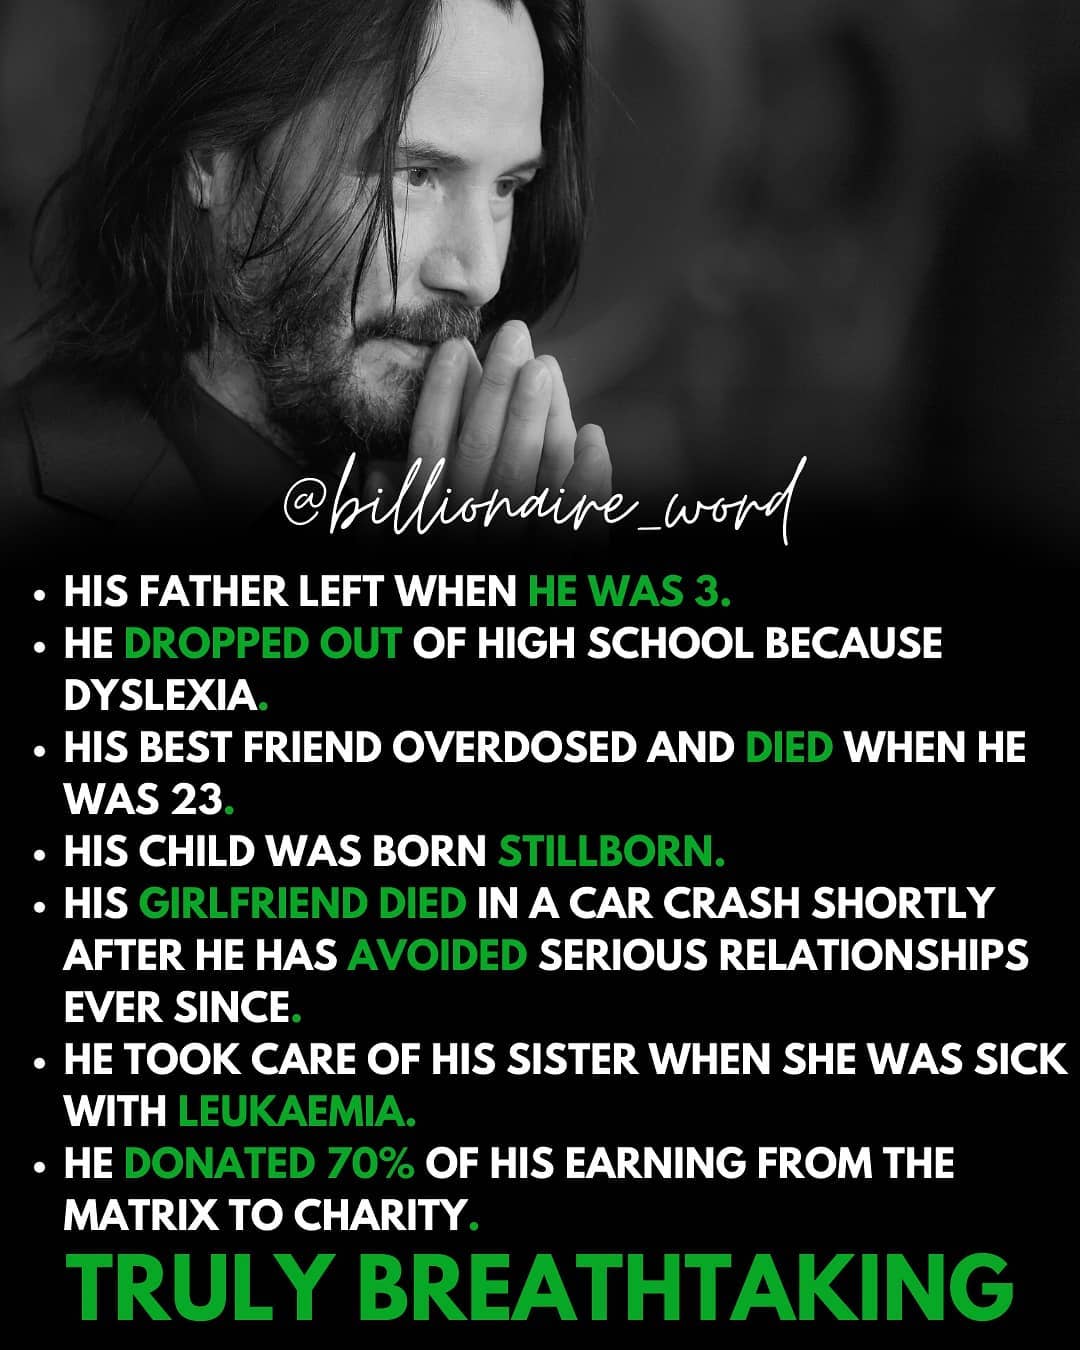 @billionaire_word
• HIS FATHER LEFT WHEN HE WAS 3.
• HE DROPPED OUT OF HIGH SCHOOL BECAUSE
DYSLEXIA.
• HIS BEST FRIEND OVERDOSED AND DIED WHEN HE
WAS 23.
• HIS CHILD WAS BORN STILLBORN.
• HIS GIRLFRIEND DIED IN A CAR CRASH SHORTLY
AFTER HE HAS AVOIDED SERIOUS RELATIONSHIPS
EVER SINCE.
• HE TOOK CARE OF HIS SISTER WHEN SHE WAS SICK
WITH LEUKAEMIA.
• HE DONATED 70% OF HIS EARNING FROM THE
MATRIX TO CHARITY.
TRULY BREATHTAKING